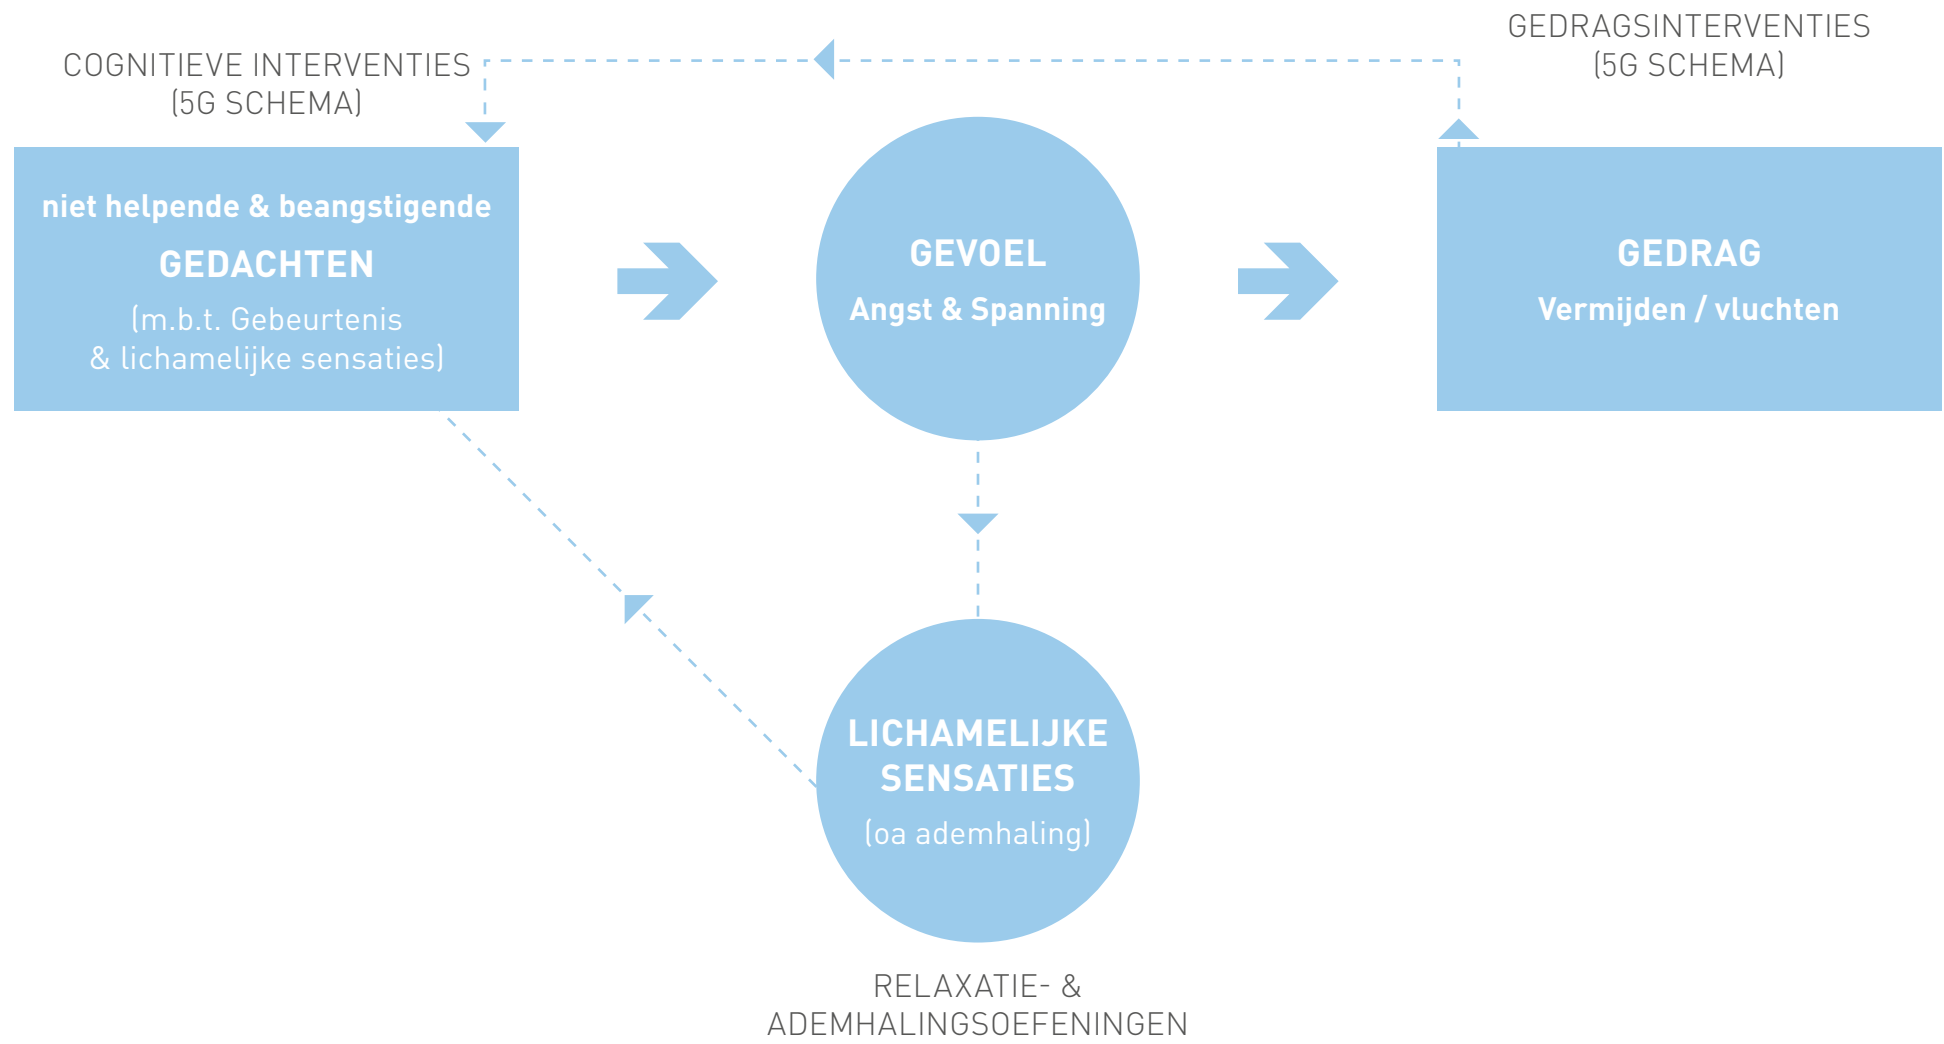 COGNITIEVE INTERVENTIES
(5G SCHEMA)
GEDRAGSINTERVENTIES
(5G SCHEMA)
niet helpende & beangstigende
GEDACHTEN
(m.b.t. Gebeurtenis
& lichamelijke sensaties)
GEVOEL
Angst & Spanning
GEDRAG
Vermijden / vluchten
LICHAMELIJKE
SENSATIES
(oa ademhaling)
RELAXATIE- &
ADEMHALINGSOEFENINGEN